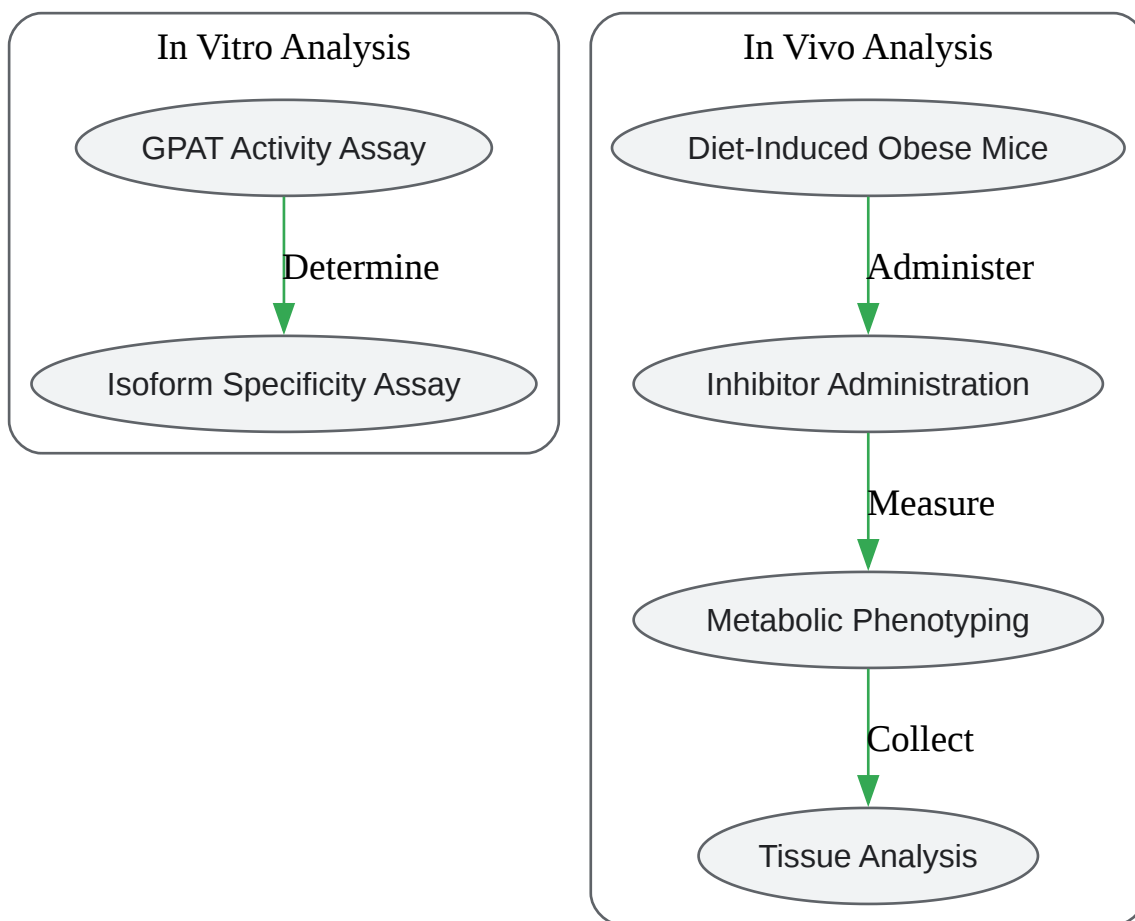 In Vitro Analysis
GPAT Activity Assay
Determine
Isoform Specificity Assay
In Vivo Analysis
Diet-Induced Obese Mice
Administer
Inhibitor Administration
Measure
Metabolic Phenotyping
Collect
Tissue Analysis